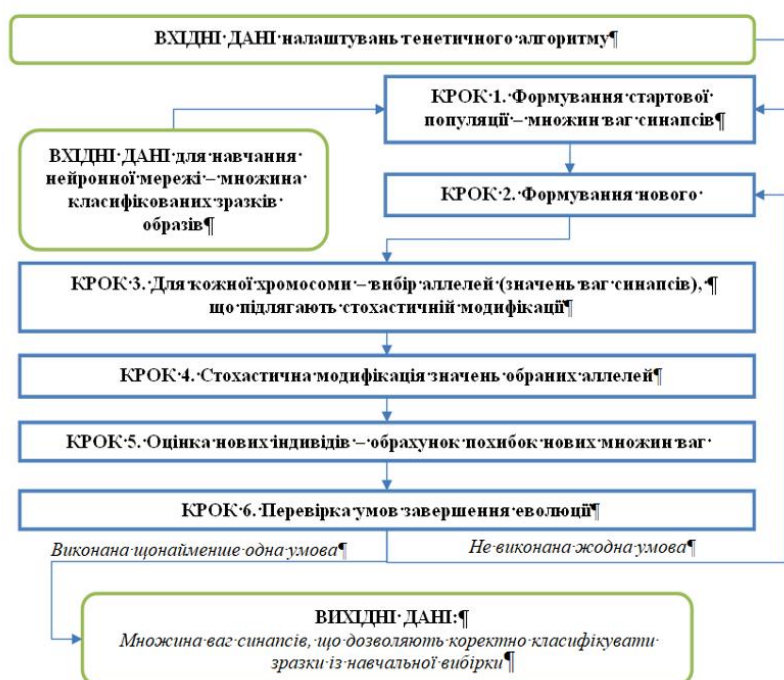 ВХІДНІ·ДАНІ·налаштувань·генетичного·алгоритму¶
КРОК·1.·Формування·стартової·
популяції·–·множин·ваг·синапсів¶
ВХІДНІ·ДАНІ·для·навчання·
нейронної·мережі·–·множина·
класифікованих·зразків·
образів¶
КРОК·2.·Формування·нового·
КРОК·3.·Для·кожної·хромосоми·–·вибір·аллелей·(значень·ваг·синапсів),·¶
що·підлягають·стохастичній·модифікації¶
КРОК·4.·Стохастична·модифікація·значень·обраних·аллелей¶
КРОК·5.·Оцінка·нових·індивідів·–·обрахунок·похибок·нових·множин·ваг·
КРОК·6.·Перевірка·умов·завершення·еволюції¶
Виконана·щонайменше·одна·умова¶
Не·виконана·жодна·умова¶
ВИХІДНІ·ДАНІ:¶
Множина·ваг·синапсів,·що·дозволяють·коректно·класифікувати·
зразки·із·навчальної·вибірки¶